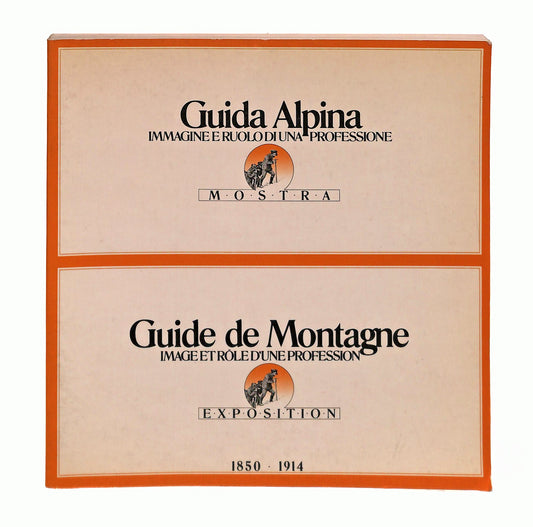 Guida Alpina
IMMAGINE E RUOLO DI UNA PROFESSIONE
M·O·S·T·R·A
Guide de Montagne
IMAGE ET RÔLE D'UNE PROFESSION
E·X·P·O·S·I·T·I·O·N
1850 · 1914